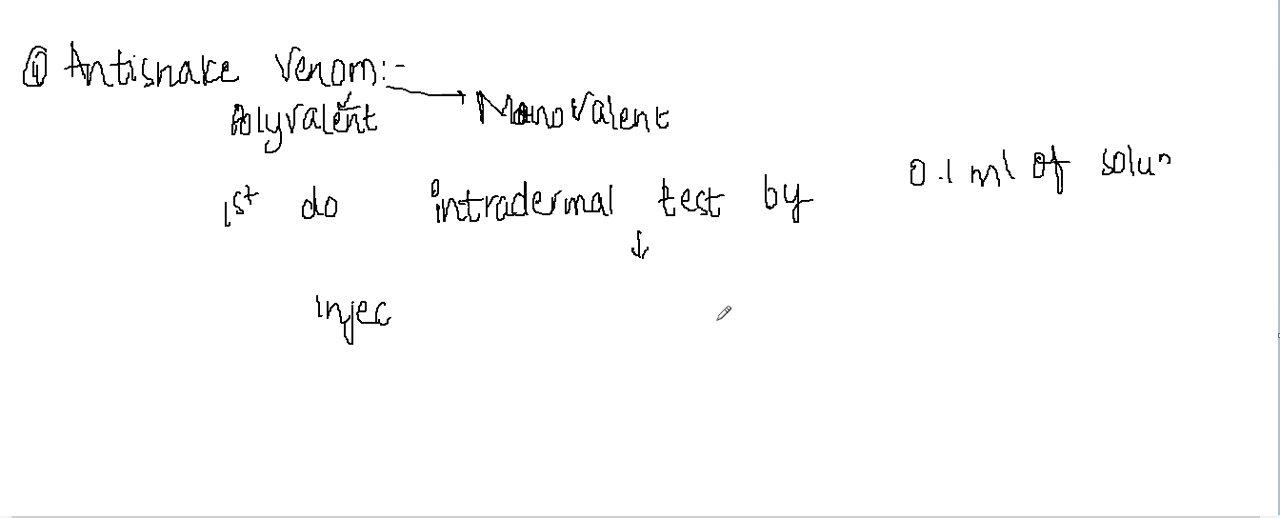 ① Antisnake Venom:-
Polyvalent → Monovalent
1st do intradermal test by 0.1 ml of solun
↓
injec